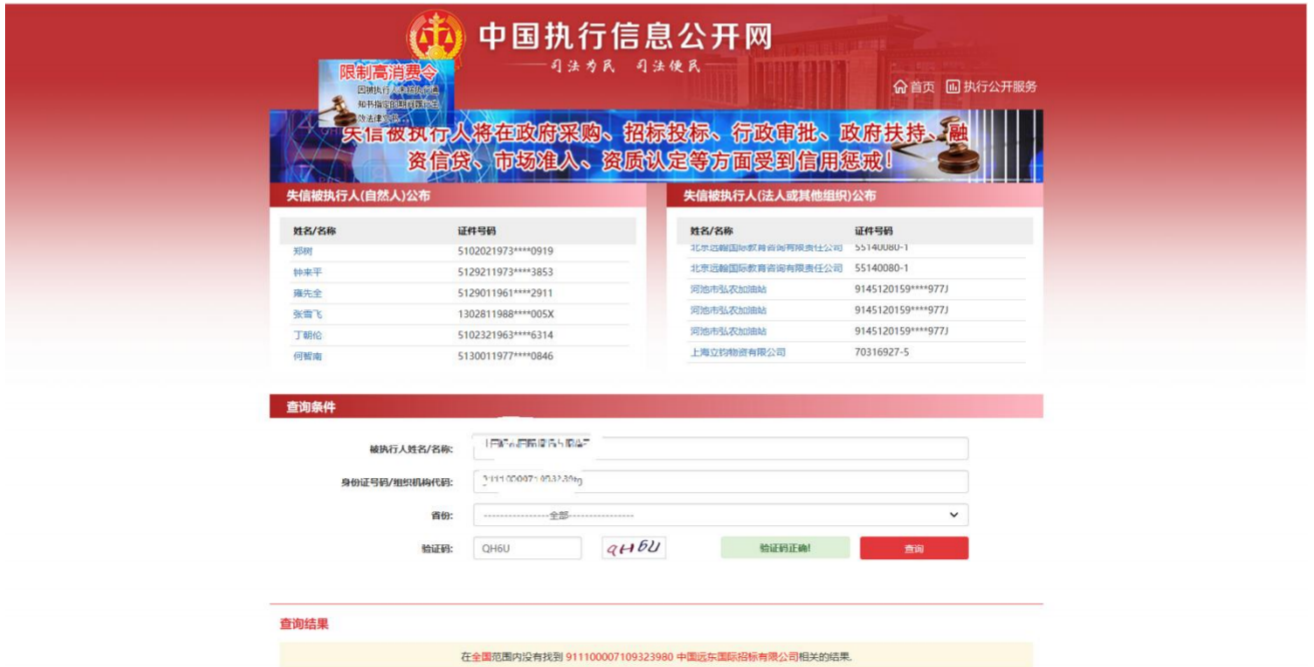 中国执行信息公开网
司法为民 司法便民
首页 执行公开服务
限制高消费令
失信被执行人将在政府采购、招标投标、行政审批、政府扶持、融
资信贷、市场准入、资质认定等方面受到信用惩戒!
失信被执行人(自然人)公布
姓名/名称 证件号码
郑树 5102021973****0919
钟来平 5129211973****3853
雍先全 5129011961****2911
张雪飞 1302811988****005X
丁朝伦 5102321963****6314
何智南 5130011977****0846
失信被执行人(法人或其他组织)公布
姓名/名称 证件号码
北京远翰国际教育咨询有限责任公司 55140080-1
北京远翰国际教育咨询有限责任公司 55140080-1
河池市弘农加油站 9145120159****977J
河池市弘农加油站 9145120159****977J
河池市弘农加油站 9145120159****977J
上海立钧物资有限公司 70316927-5
查询条件
被执行人姓名/名称:
身份证号码/组织机构代码:
省份: ----------------全部----------------
验证码: QH6U QH6U 验证码正确! 查询
查询结果
在全国范围内没有找到 911100007109323980 中国远东国际招标有限公司相关的结果.